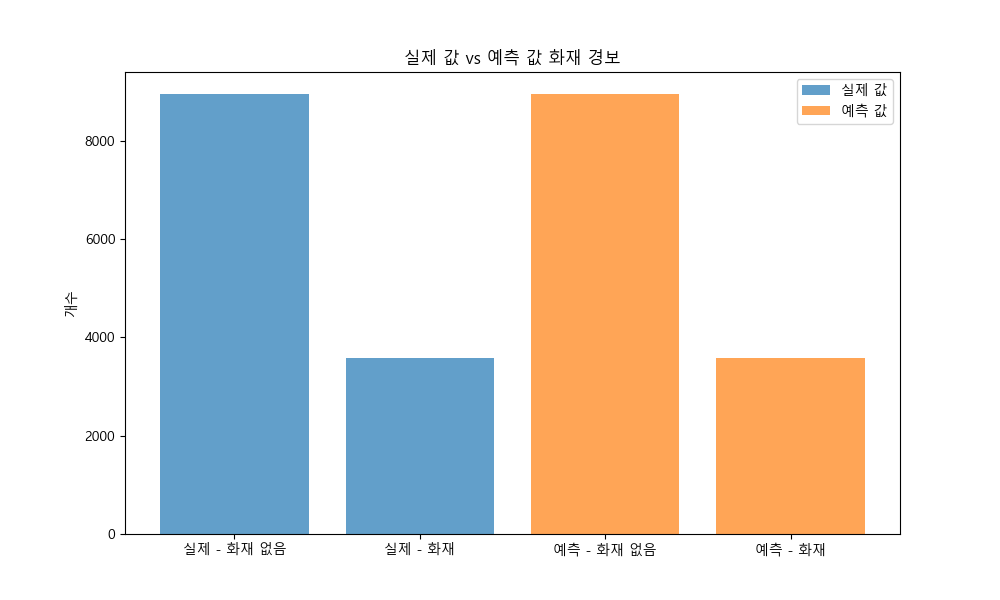 실제 값 vs 예측 값 화재 경보
실제 값
예측 값
개수
8000
6000
4000
2000
0
실제 - 화재 없음
실제 - 화재
예측 - 화재 없음
예측 - 화재